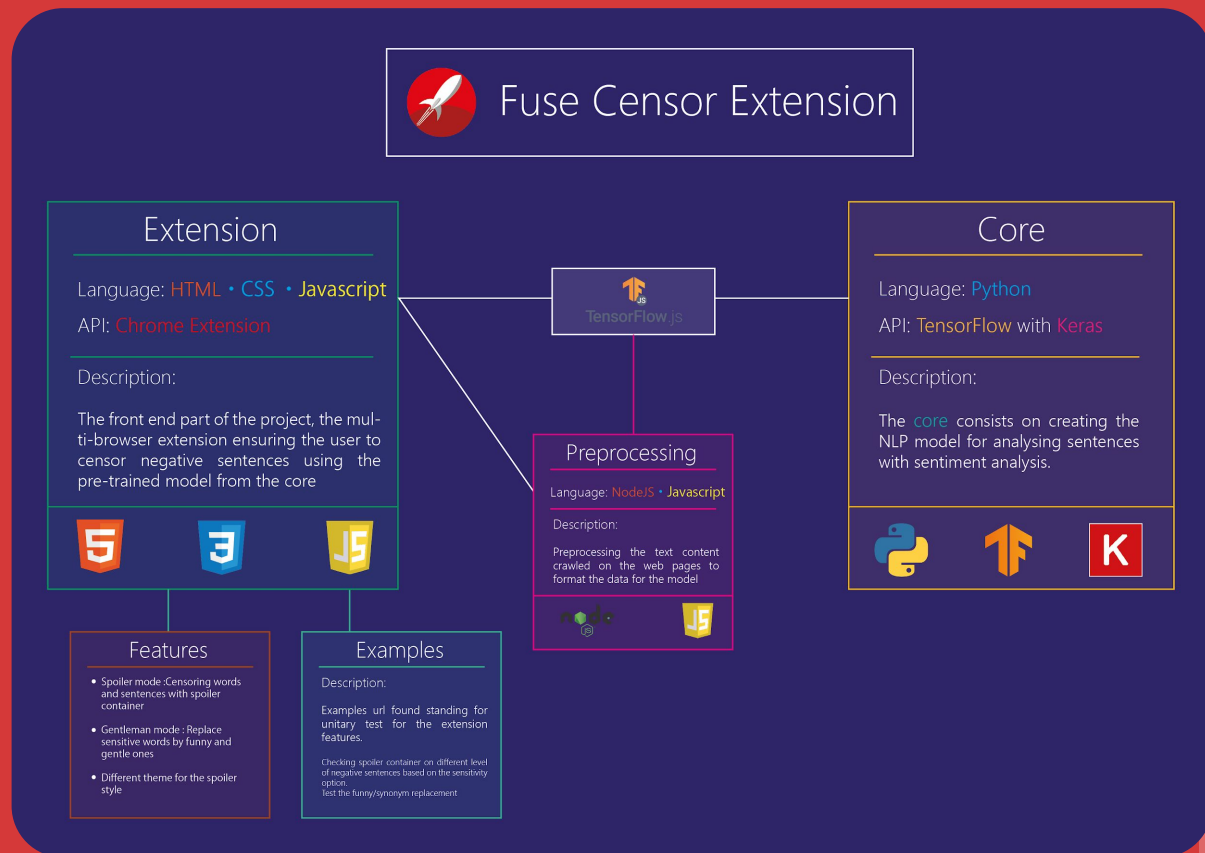 Fuse Censor Extension
Extension
Language: HTML • CSS • Javascript
API: Chrome Extension
Description:
The front end part of the project, the mul-
ti-browser extension ensuring the user to
censor negative sentences using the
pre-trained model from the core
5
3
JS
Features
• Spoiler mode :Censoring words
and sentences with spoiler
container
• Gentleman mode : Replace
sensitive words by funny and
gentle ones
• Different theme for the spoiler
style
Examples
Description:
Examples url found standing for
unitary test for the extension
features.
Checking spoiler container on different level
of negative sentences based on the sensitivity
option.
Test the funny/synonym replacement
JS
TensorFlow.js
Preprocessing
Language: NodeJS • Javascript
Description:
Preprocessing the text content
crawled on the web pages to
format the data for the model
node
JS
JS
Core
Language: Python
API: TensorFlow with Keras
Description:
The core consists on creating the
NLP model for analysing sentences
with sentiment analysis.
K